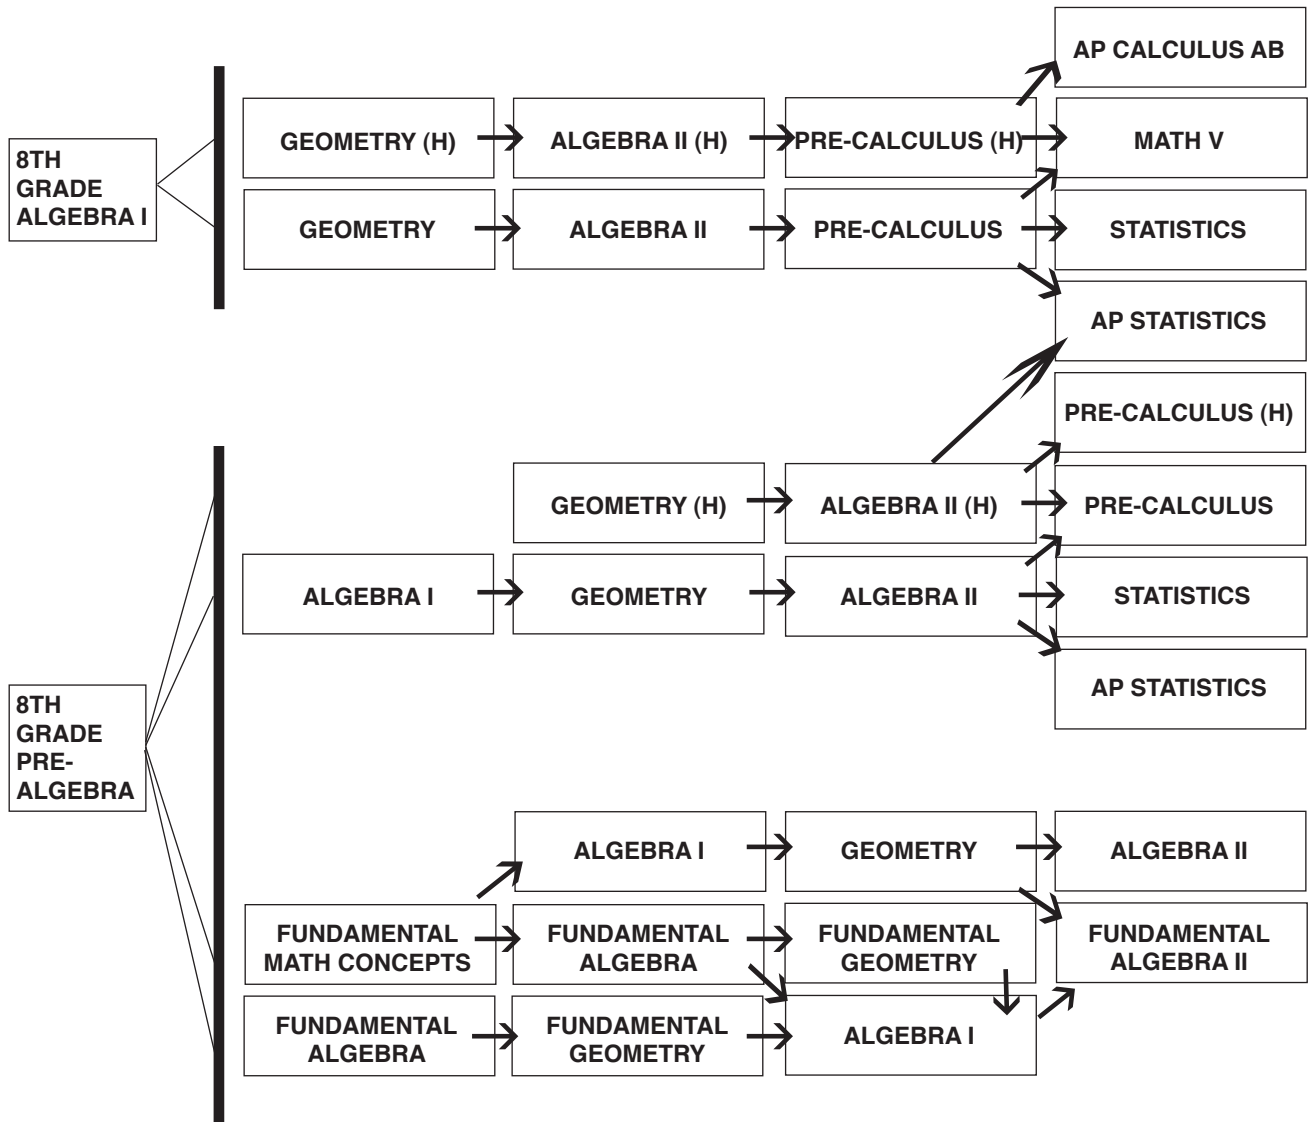 AP CALCULUS AB
8TH
GRADE
ALGEBRA I
GEOMETRY (H)
ALGEBRA II (H)
PRE-CALCULUS (H)
MATH V
GEOMETRY
ALGEBRA II
PRE-CALCULUS
STATISTICS
AP STATISTICS
PRE-CALCULUS (H)
GEOMETRY (H)
ALGEBRA II (H)
PRE-CALCULUS
ALGEBRA I
GEOMETRY
ALGEBRA II
STATISTICS
AP STATISTICS
8TH
GRADE
PRE-
ALGEBRA
ALGEBRA I
GEOMETRY
ALGEBRA II
FUNDAMENTAL
MATH CONCEPTS
FUNDAMENTAL
ALGEBRA
FUNDAMENTAL
GEOMETRY
FUNDAMENTAL
ALGEBRA II
FUNDAMENTAL
ALGEBRA
FUNDAMENTAL
GEOMETRY
ALGEBRA I